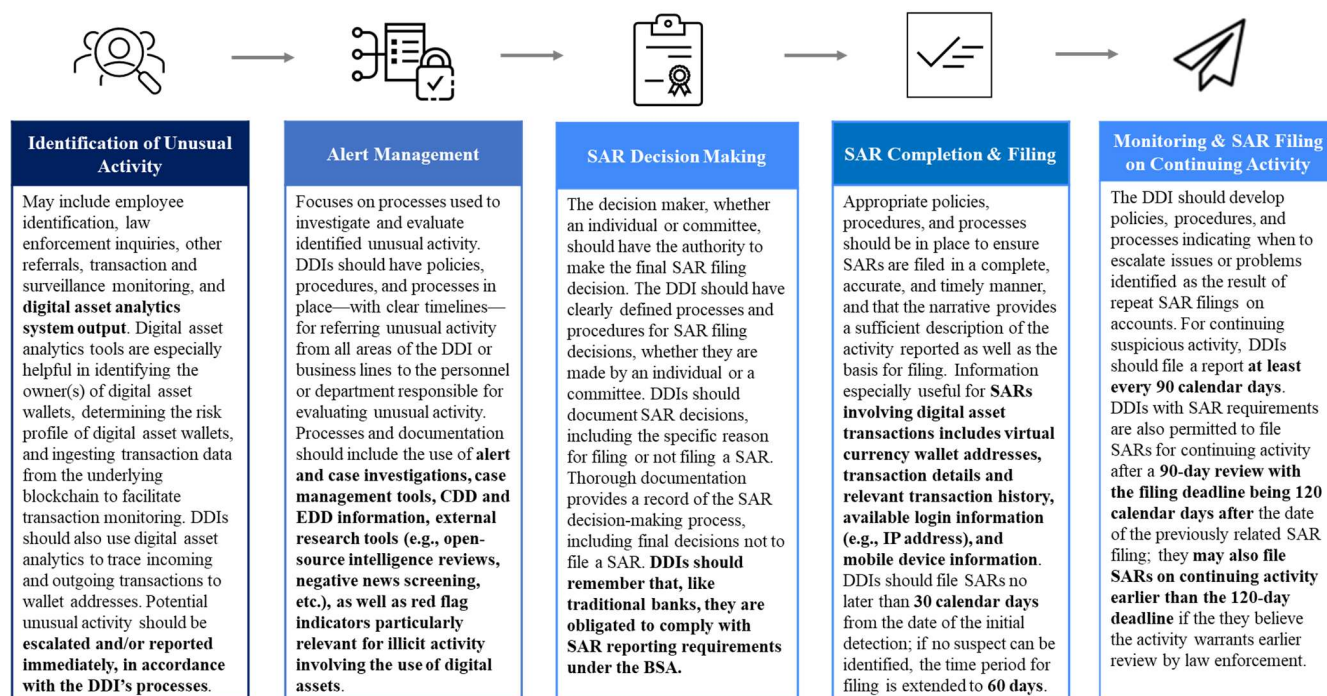 Identification of Unusual
Activity
May include employee
identification, law
enforcement inquiries, other
referrals, transaction and
surveillance monitoring, and
digital asset analytics
system output. Digital asset
analytics tools are especially
helpful in identifying the
owner(s) of digital asset
wallets, determining the risk
profile of digital asset wallets,
and ingesting transaction data
from the underlying
blockchain to facilitate
transaction monitoring. DDIs
should also use digital asset
analytics to trace incoming
and outgoing transactions to
wallet addresses. Potential
unusual activity should be
escalated and/or reported
immediately, in accordance
with the DDI's processes.
Alert Management
Focuses on processes used to
investigate and evaluate
identified unusual activity.
DDIs should have policies,
procedures, and processes in
place—with clear timelines—
for referring unusual activity
from all areas of the DDI or
business lines to the personnel
or department responsible for
evaluating unusual activity.
Processes and documentation
should include the use of alert
and case investigations, case
management tools, CDD and
EDD information, external
research tools (e.g., open-
source intelligence reviews,
negative news screening,
etc.), as well as red flag
indicators particularly
relevant for illicit activity
involving the use of digital
assets.
SAR Decision Making
The decision maker, whether
an individual or committee,
should have the authority to
make the final SAR filing
decision. The DDI should have
clearly defined processes and
procedures for SAR filing
decisions, whether they are
made by an individual or a
committee. DDIs should
document SAR decisions,
including the specific reason
for filing or not filing a SAR.
Thorough documentation
provides a record of the SAR
decision-making process,
including final decisions not to
file a SAR. DDIs should
remember that, like
traditional banks, they are
obligated to comply with
SAR reporting requirements
under the BSA.
SAR Completion & Filing
Appropriate policies,
procedures, and processes
should be in place to ensure
SARs are filed in a complete,
accurate, and timely manner,
and that the narrative provides
a sufficient description of the
activity reported as well as the
basis for filing. Information
especially useful for SARs
involving digital asset
transactions includes virtual
currency wallet addresses,
transaction details and
relevant transaction history,
available login information
(e.g., IP address), and
mobile device information.
DDIs should file SARs no
later than 30 calendar days
from the date of the initial
detection; if no suspect can be
identified, the time period for
filing is extended to 60 days.
Monitoring & SAR Filing
on Continuing Activity
The DDI should develop
policies, procedures, and
processes indicating when to
escalate issues or problems
identified as the result of
repeat SAR filings on
accounts. For continuing
suspicious activity, DDIs
should file a report at least
every 90 calendar days.
DDIs with SAR requirements
are also permitted to file
SARs for continuing activity
after a 90-day review with
the filing deadline being 120
calendar days after the date
of the previously related SAR
filing; they may also file
SARs on continuing activity
earlier than the 120-day
deadline if the they believe
the activity warrants earlier
review by law enforcement.